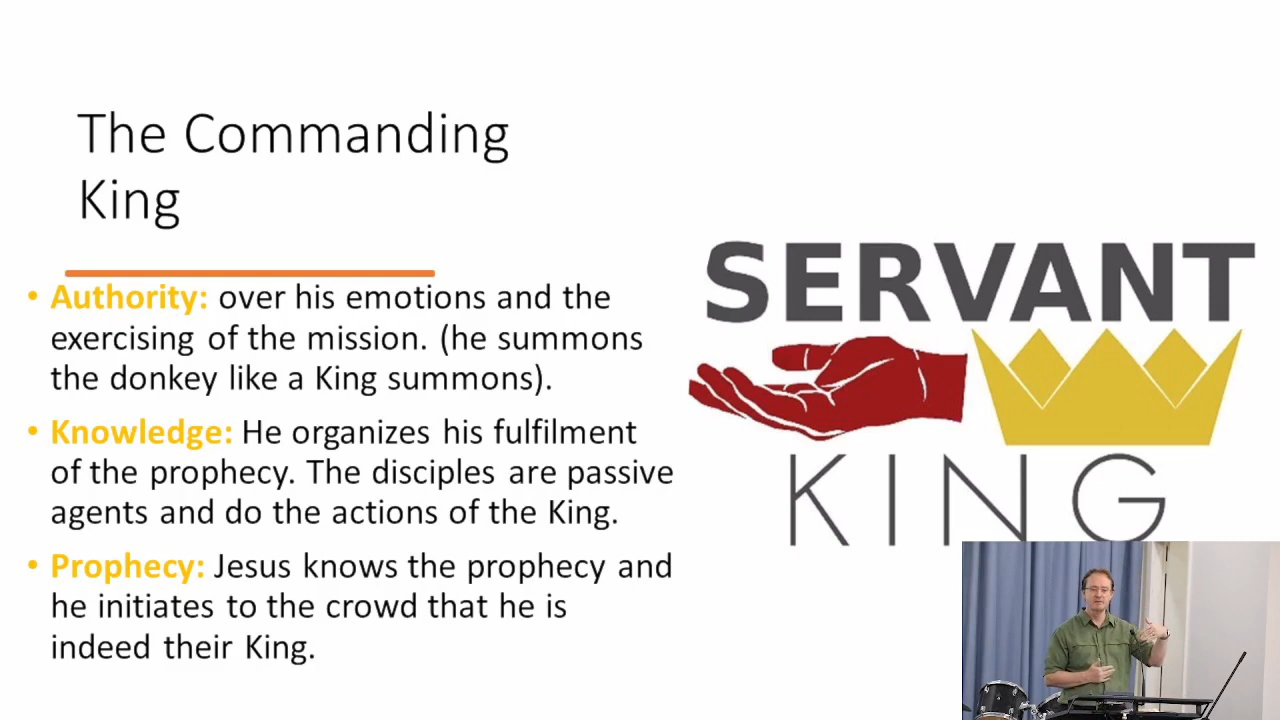 The Commanding
King
• Authority: over his emotions and the
exercising of the mission. (he summons
the donkey like a King summons).
• Knowledge: He organizes his fulfilment
of the prophecy. The disciples are passive
agents and do the actions of the King.
• Prophecy: Jesus knows the prophecy and
he initiates to the crowd that he is
indeed their King.
SERVANT
KING